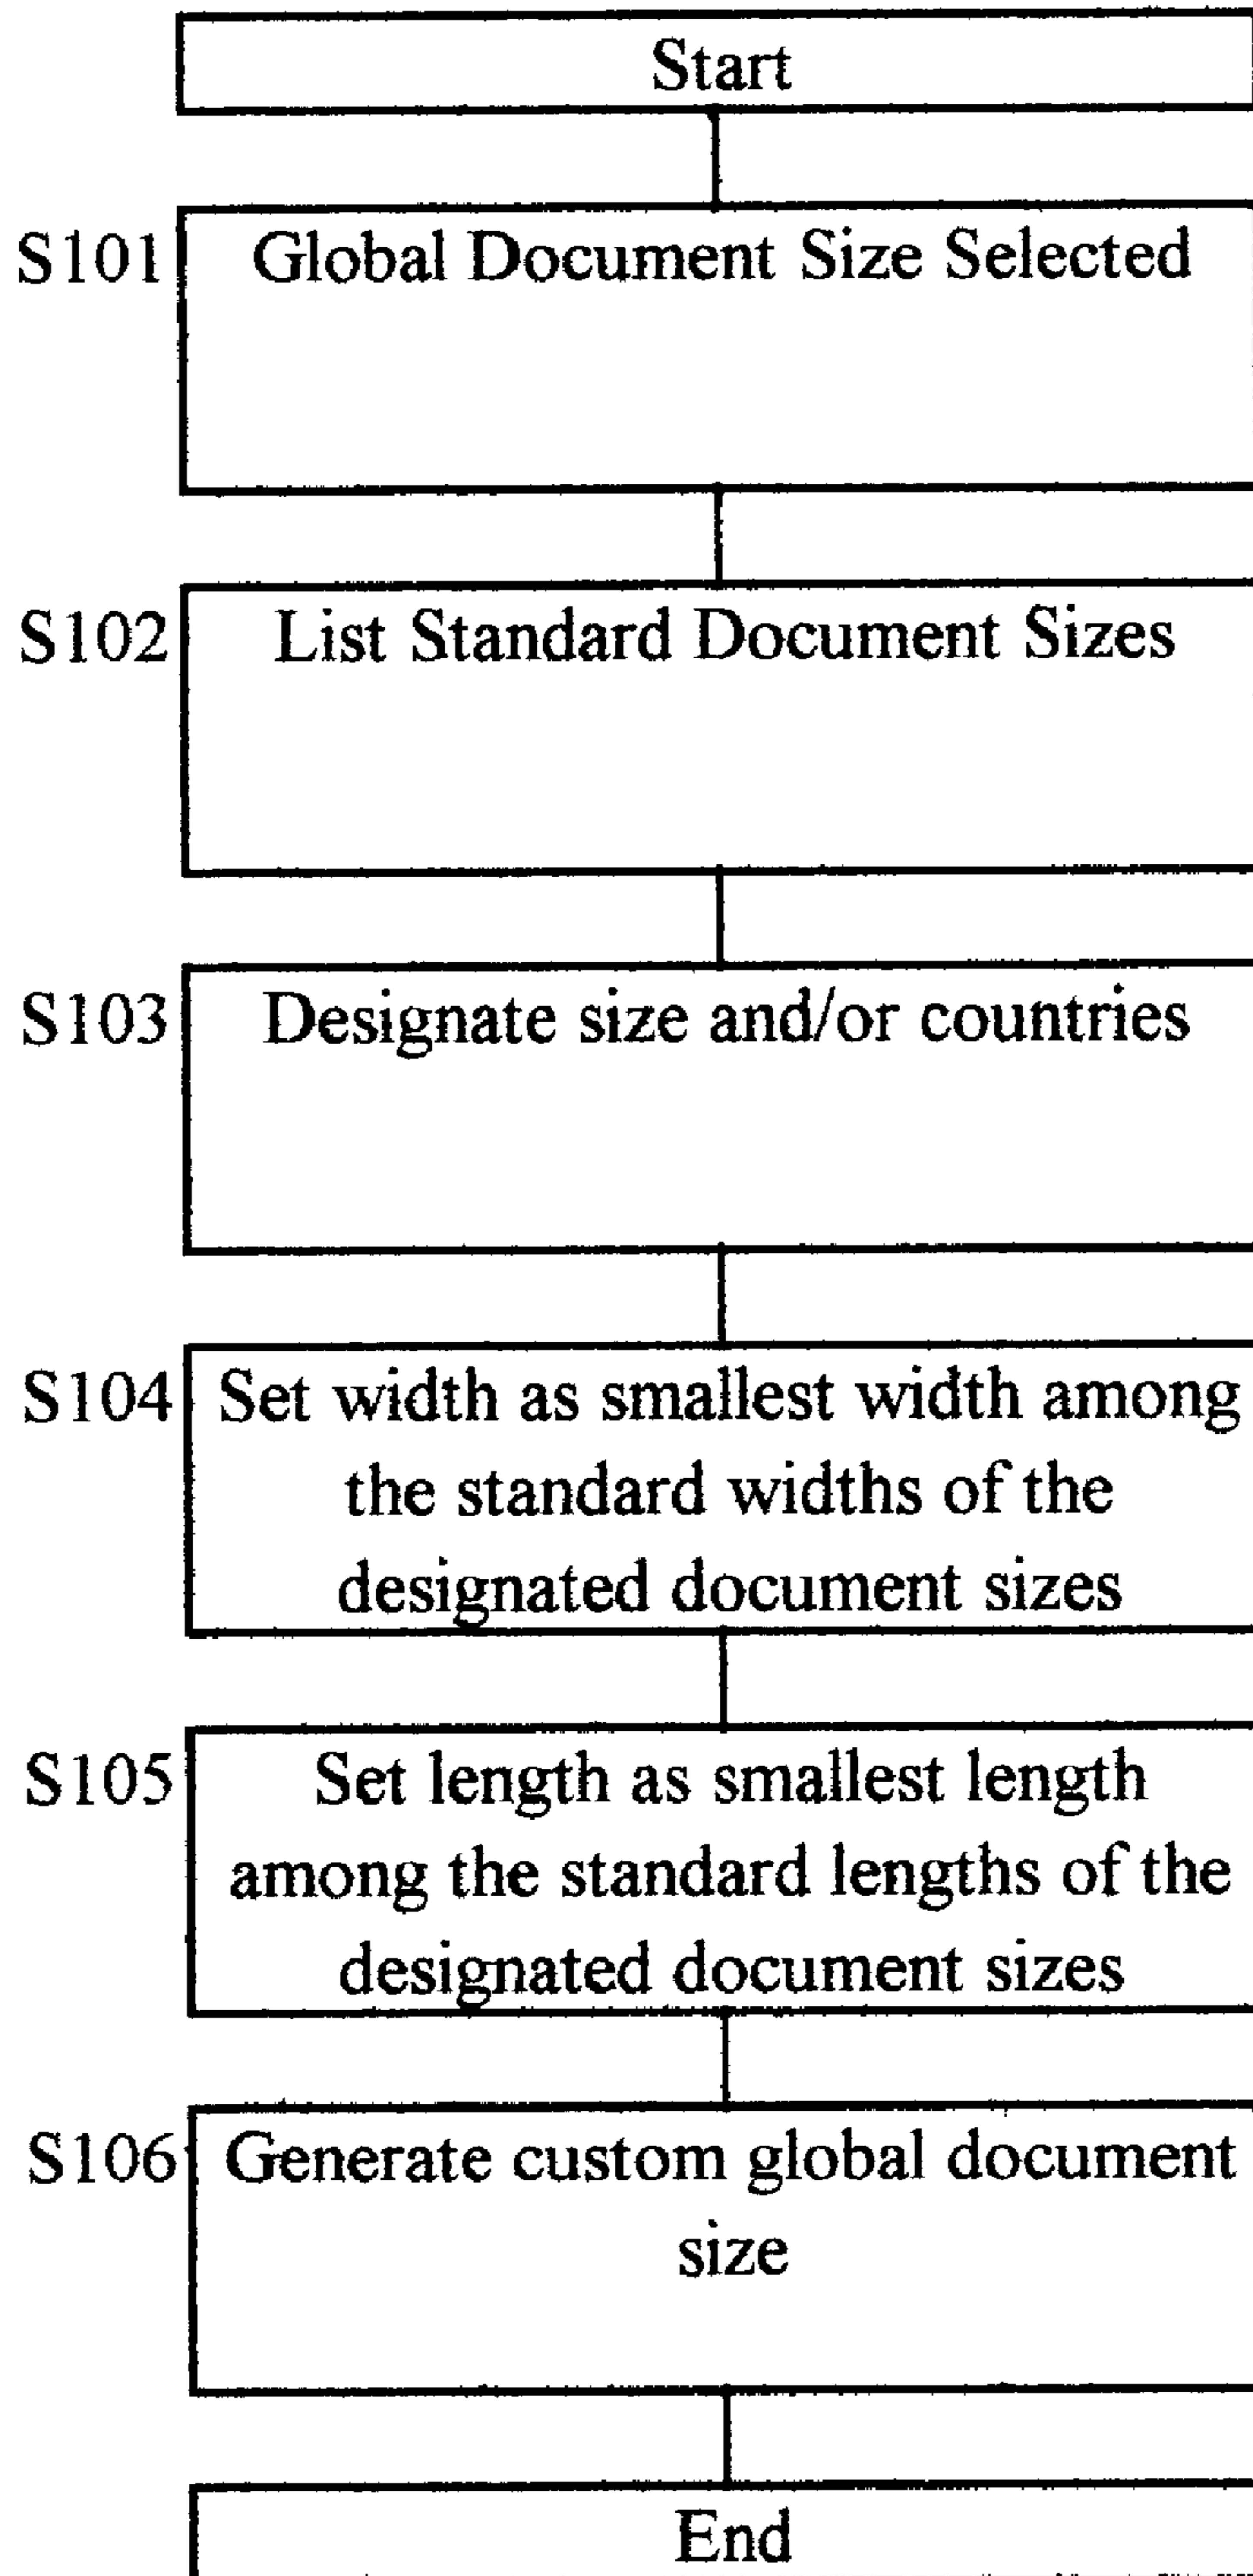 Start
S101 Global Document Size Selected
S102 List Standard Document Sizes
S103 Designate size and/or countries
S104 Set width as smallest width among
the standard widths of the
designated document sizes
S105 Set length as smallest length
among the standard lengths of the
designated document sizes
S106 Generate custom global document
size
End